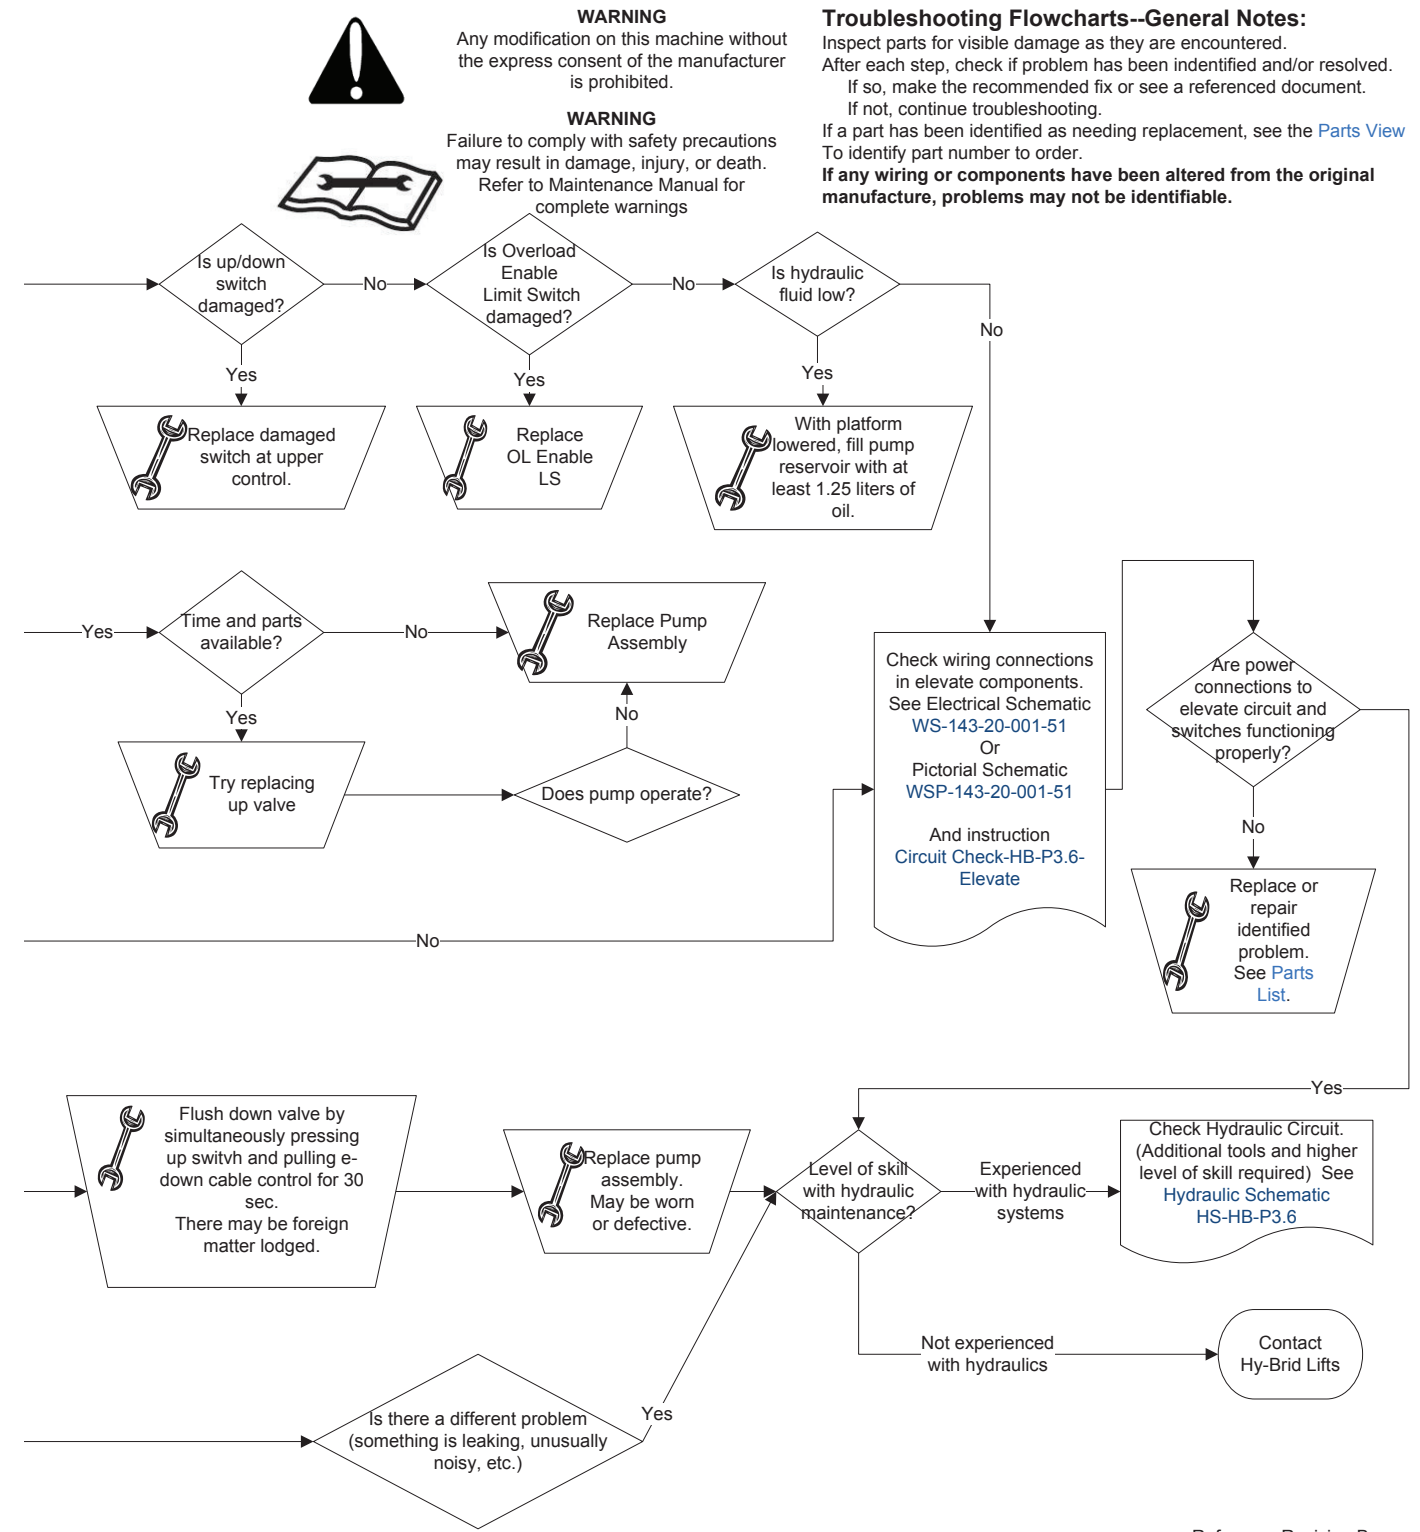 WARNING
Any modification on this machine without
the express consent of the manufacturer
is prohibited.
WARNING
Failure to comply with safety precautions
may result in damage, injury, or death.
Refer to Maintenance Manual for
complete warnings
Troubleshooting Flowcharts--General Notes:
Inspect parts for visible damage as they are encountered.
After each step, check if problem has been indentified and/or resolved.
If so, make the recommended fix or see a referenced document.
If not, continue troubleshooting.
If a part has been identified as needing replacement, see the Parts View
To identify part number to order.
If any wiring or components have been altered from the original
manufacture, problems may not be identifiable.
Is up/down
switch
damaged?
No
Is Overload
Enable
Limit Switch
damaged?
No
Is hydraulic
fluid low?
No
Yes
Yes
Yes
Replace damaged
switch at upper
control.
Replace
OL Enable
LS
With platform
lowered, fill pump
reservoir with at
least 1.25 liters of
oil.
Yes
Time and parts
available?
No
Replace Pump
Assembly
Yes
No
Try replacing
up valve
Does pump operate?
Check wiring connections
in elevate components.
See Electrical Schematic
WS-143-20-001-51
Or
Pictorial Schematic
WSP-143-20-001-51
And instruction
Circuit Check-HB-P3.6-
Elevate
Are power
connections to
elevate circuit and
switches functioning
properly?
No
Replace or
repair
identified
problem.
See Parts
List.
No
Yes
Flush down valve by
simultaneously pressing
up switvh and pulling e-
down cable control for 30
sec.
There may be foreign
matter lodged.
Replace pump
assembly.
May be worn
or defective.
Level of skill
with hydraulic
maintenance?
Experienced
with hydraulic
systems
Check Hydraulic Circuit.
(Additional tools and higher
level of skill required) See
Hydraulic Schematic
HS-HB-P3.6
Not experienced
with hydraulics
Contact
Hy-Brid Lifts
Is there a different problem
(something is leaking, unusually
noisy, etc.)
Yes